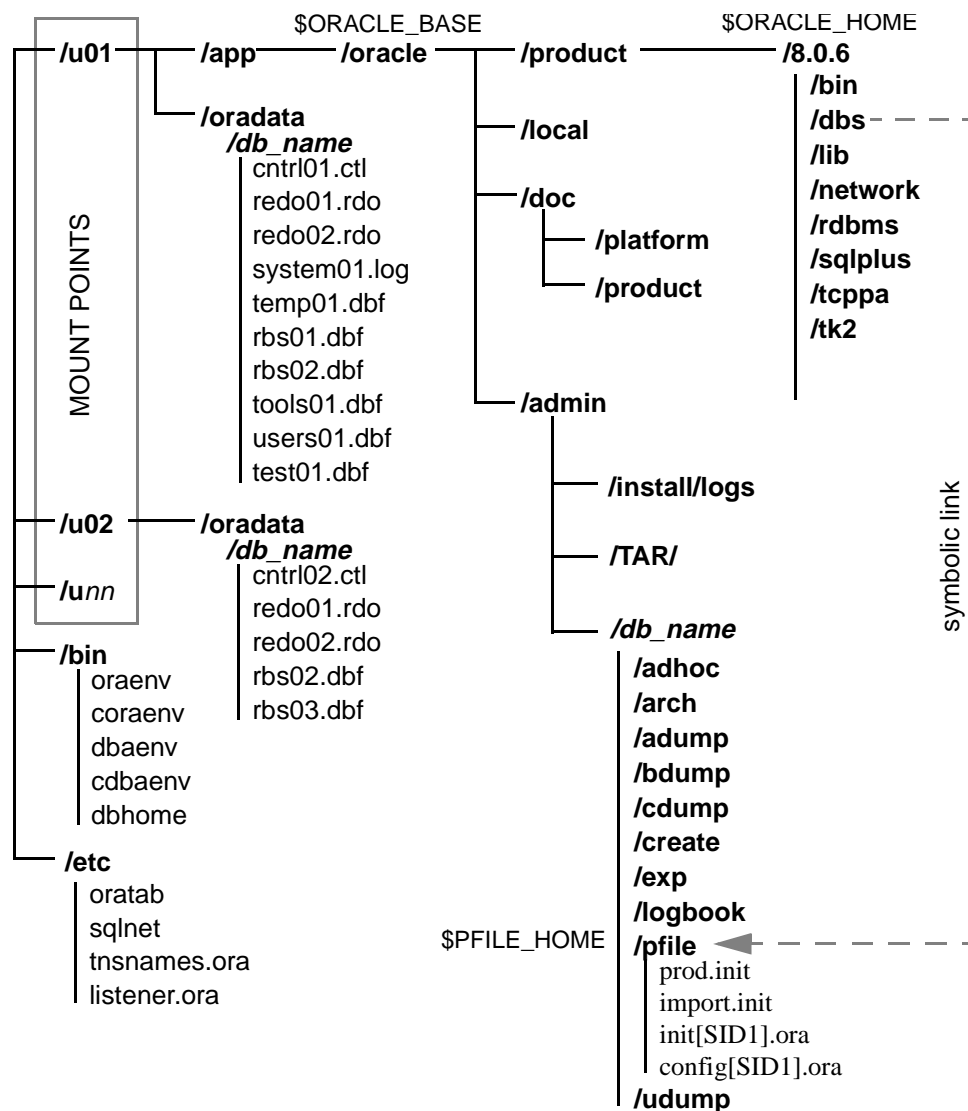 $ORACLE_BASE
$ORACLE_HOME
/u01
/app
/oracle
/product
/8.0.6
/bin
/dbs
/lib
/network
/rdbms
/sqlplus
/tcppa
/tk2
/local
/doc
/platform
/product
/admin
/install/logs
/TAR/
/db_name
/adhoc
/arch
/adump
/bdump
/cdump
/create
/exp
/logbook
$PFILE_HOME
/pfile
prod.init
import.init
init[SID1].ora
config[SID1].ora
/udump
symbolic link
/oradata
/db_name
cntrl01.ctl
redo01.rdo
redo02.rdo
system01.log
temp01.dbf
rbs01.dbf
rbs02.dbf
tools01.dbf
users01.dbf
test01.dbf
MOUNT POINTS
/u02
/oradata
/db_name
cntrl02.ctl
redo01.rdo
redo02.rdo
rbs02.dbf
rbs03.dbf
/unn
/bin
oraenv
coraenv
dbaenv
cdbaenv
dbhome
/etc
oratab
sqlnet
tnsnames.ora
listener.ora